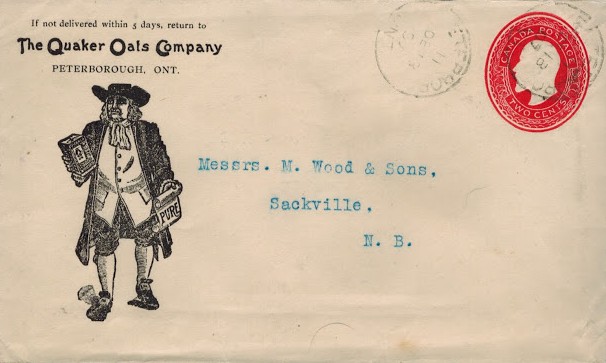 If not delivered within 5 days, return to
The Quaker Oats Company
PETERBOROUGH, ONT.
CANADA POSTAGE
TWO CENTS
PURE
Messrs. M. Wood & Sons,
Sackville,
N. B.